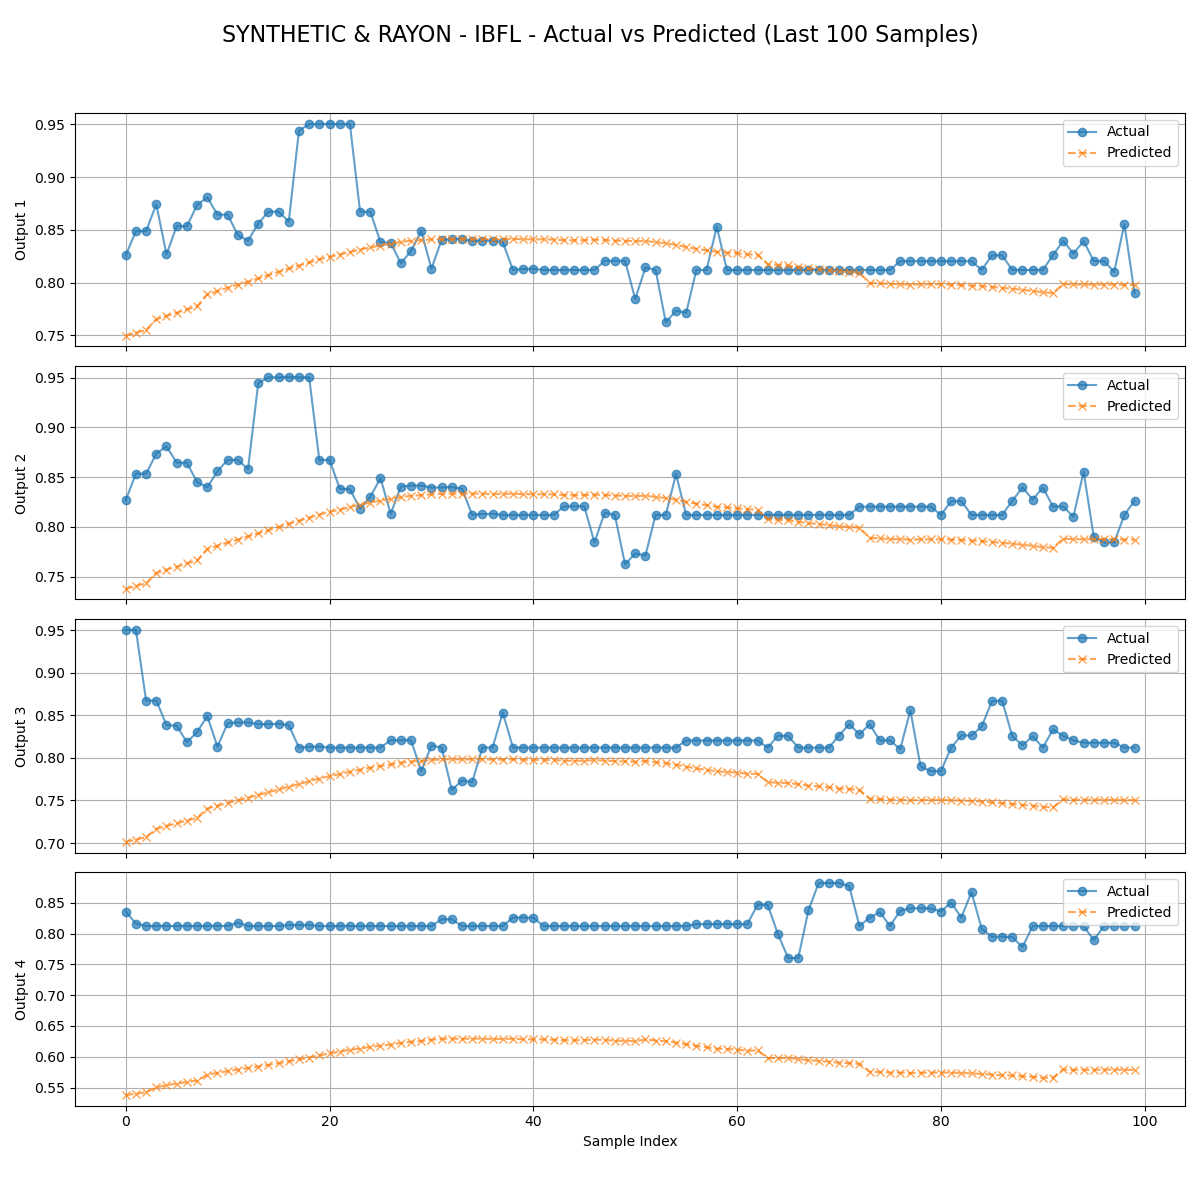 SYNTHETIC & RAYON - IBFL - Actual vs Predicted (Last 100 Samples)
Output 1
0.95
0.90
0.85
0.80
0.75
Actual
Predicted
Output 2
0.95
0.90
0.85
0.80
0.75
Actual
Predicted
Output 3
0.95
0.90
0.85
0.80
0.75
0.70
Actual
Predicted
Output 4
0.85
0.80
0.75
0.70
0.65
0.60
0.55
Actual
Predicted
0 20 40 60 80 100
Sample Index